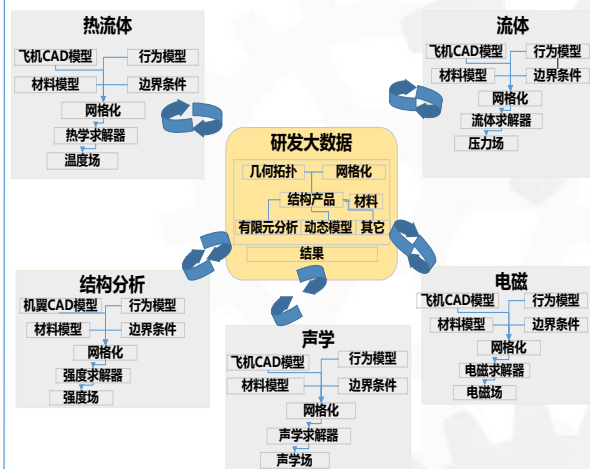 热流体
飞机CAD模型 行为模型
材料模型 边界条件
网格化
热学求解器
温度场
流体
飞机CAD模型 行为模型
材料模型 边界条件
网格化
流体求解器
压力场
研发大数据
几何拓扑 网格化
结构产品 材料
有限元分析 动态模型 其它
结果
结构分析
机翼CAD模型 行为模型
材料模型 边界条件
网格化
强度求解器
强度场
声学
飞机CAD模型 行为模型
材料模型 边界条件
网格化
声学求解器
声学场
电磁
飞机CAD模型 行为模型
材料模型 边界条件
网格化
电磁求解器
电磁场